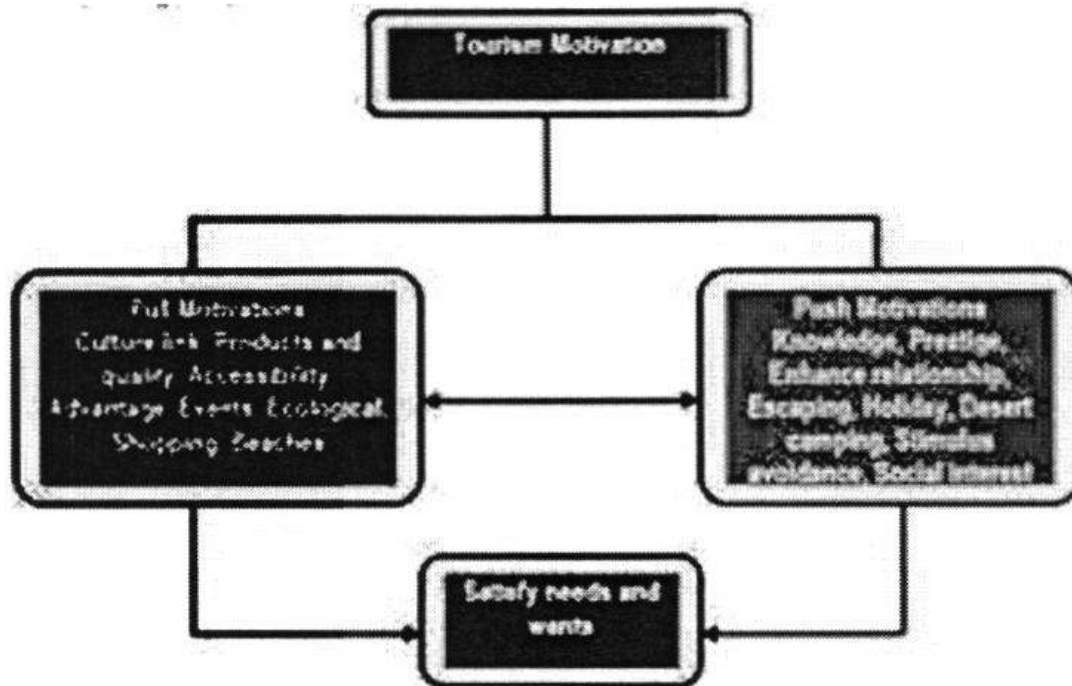 Tourism Motivation
Pull Motivations
Culture Products and
quality Accessibility
Advantage Events Ecological,
Shopping Beaches
Push Motivations
Knowledge, Prestige,
Enhance relationship,
Escaping, Holiday, Desert
camping, Stimulus
avoidance, Social Interest
Satisfy needs and
wants